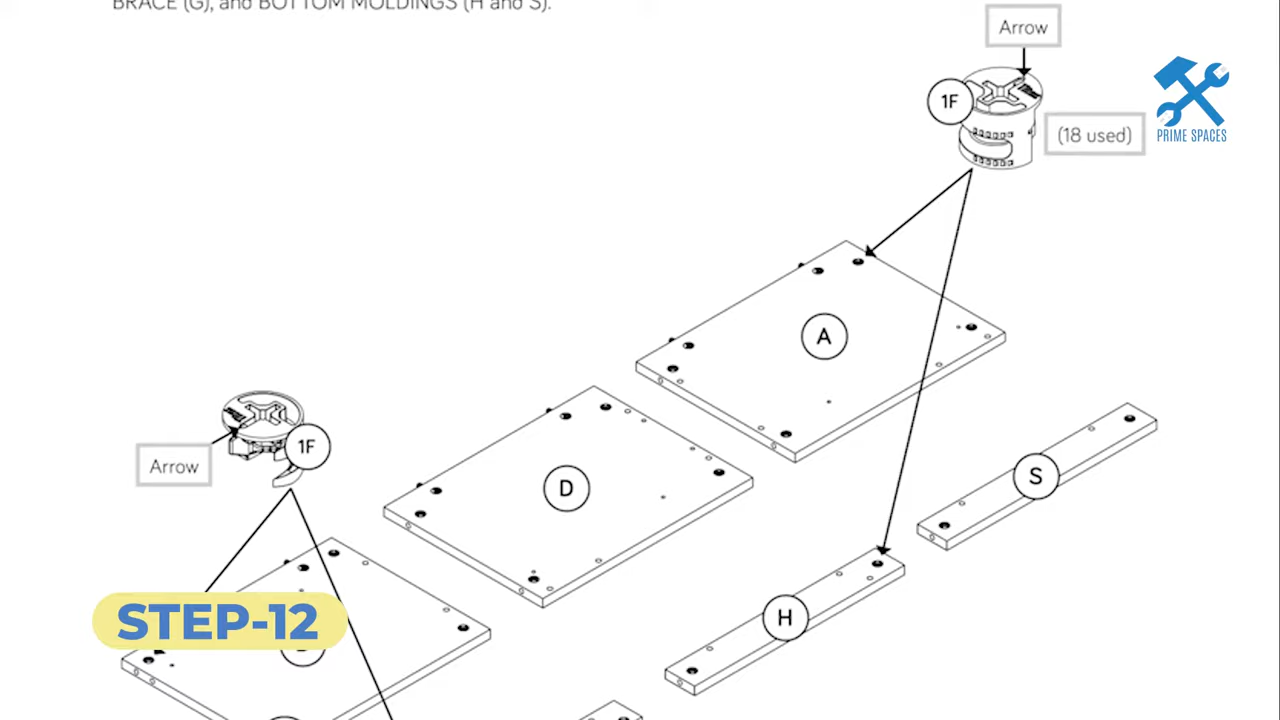 BRACE (G), and BOTTOM MOLDINGS (H and S).
Arrow
1F
(18 used)
PRIME SPACES
A
1F
Arrow
D
S
H
STEP-12